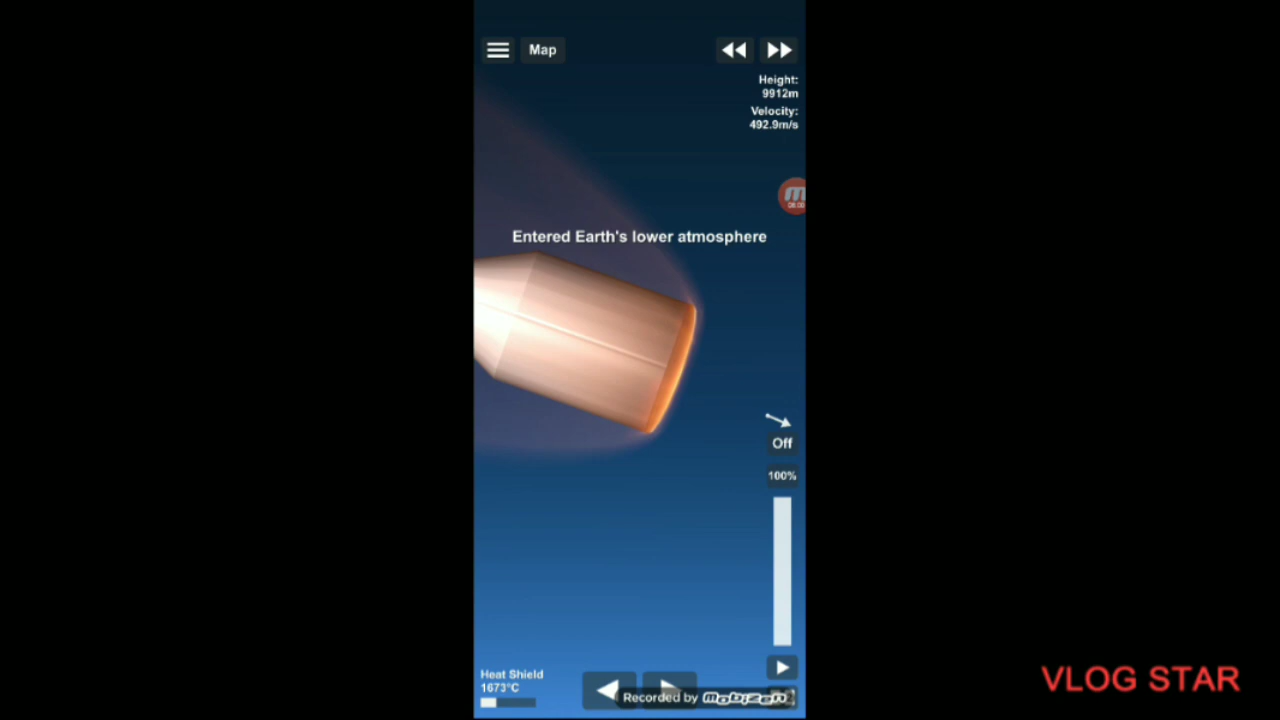 Map
Height:
9912m
Velocity:
492.9m/s
Entered Earth's lower atmosphere
Off
100%
Heat Shield
1673°C
Recorded by mobizen
VLOG STAR